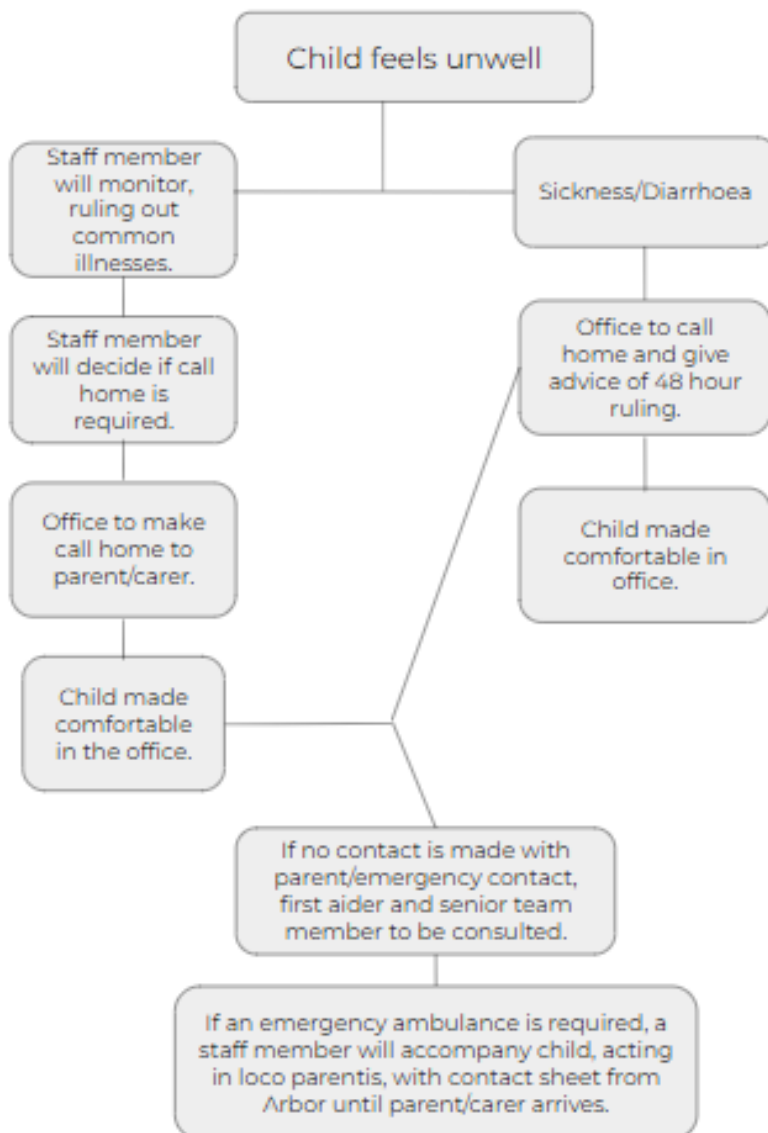 Child feels unwell
Staff member
will monitor,
ruling out
common
illnesses.
Sickness/Diarrhoea
Staff member
will decide if call
home is
required.
Office to call
home and give
advice of 48 hour
ruling.
Office to make
call home to
parent/carer.
Child made
comfortable in
office.
Child made
comfortable
in the office.
If no contact is made with
parent/emergency contact,
first aider and senior team
member to be consulted.
If an emergency ambulance is required, a
staff member will accompany child, acting
in loco parentis, with contact sheet from
Arbor until parent/carer arrives.